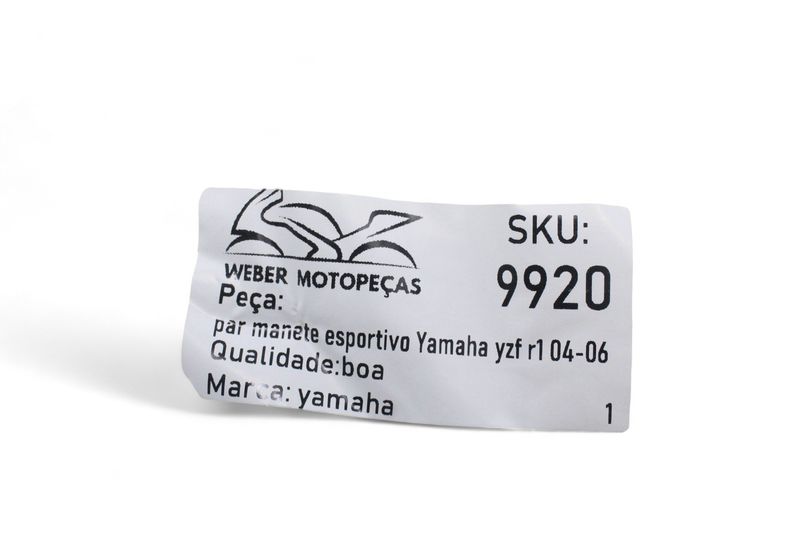 WEBER MOTOPEÇAS
SKU:
9920
Peça:
par manete esportivo Yamaha yzf r1 04-06
Qualidade:boa
Marca: yamaha
1